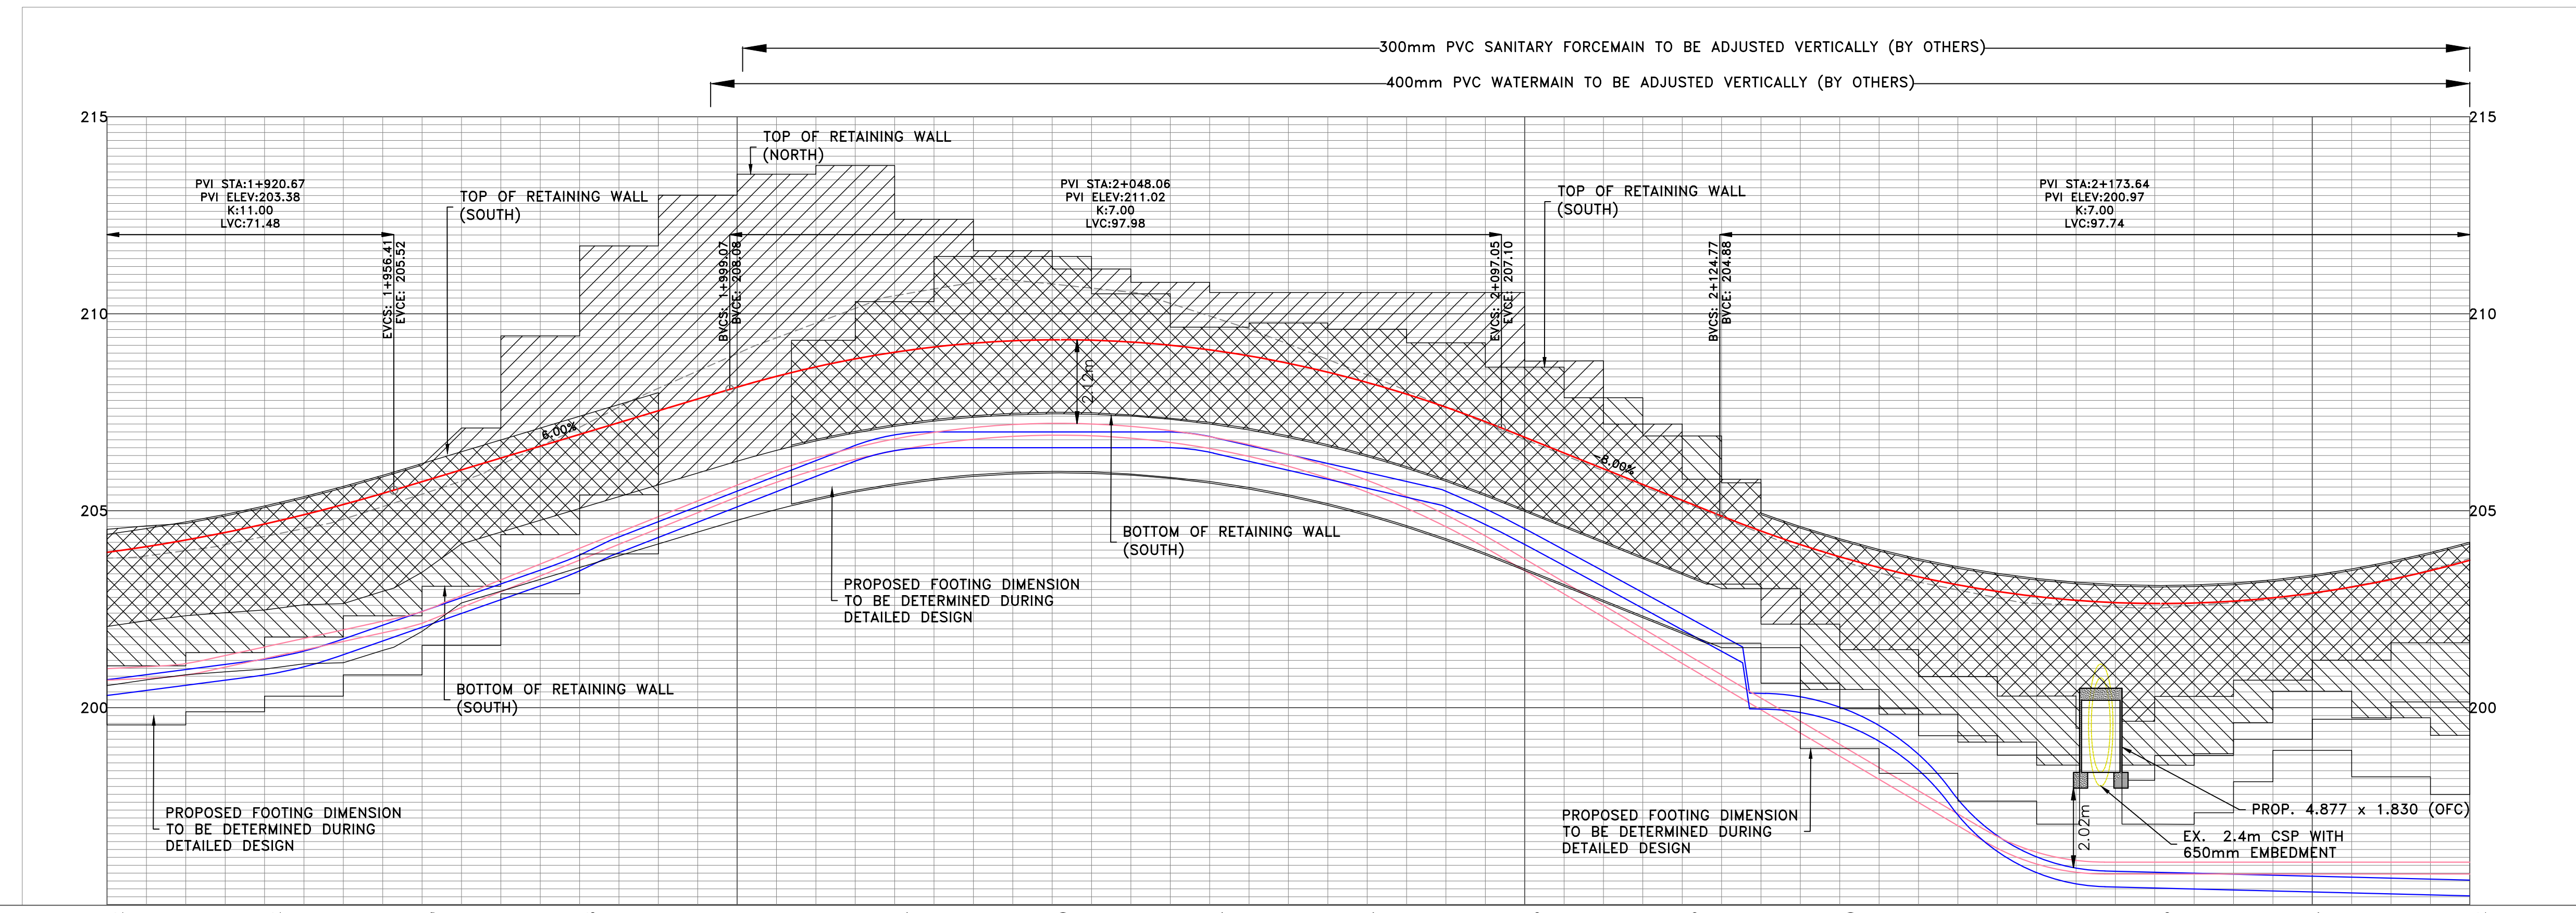 300mm PVC SANITARY FORCEMAIN TO BE ADJUSTED VERTICALLY (BY OTHERS)
400mm PVC WATERMAIN TO BE ADJUSTED VERTICALLY (BY OTHERS)
215
215
TOP OF RETAINING WALL
(NORTH)
PVI STA:1+920.67
PVI ELEV:203.38
K:11.00
LVC:71.48
TOP OF RETAINING WALL
(SOUTH)
PVI STA:2+048.06
PVI ELEV:211.02
K:7.00
LVC:97.98
TOP OF RETAINING WALL
(SOUTH)
PVI STA:2+173.64
PVI ELEV:200.97
K:7.00
LVC:97.74
EVCS: 1+956.41
EVCE: 205.52
BVCS: 1+999.07
BVCE: 208.08
EVCS: 2+097.05
EVCE: 207.10
BVCS: 2+124.77
BVCE: 204.88
210
210
2.12m
6.00%
-8.00%
205
205
BOTTOM OF RETAINING WALL
(SOUTH)
PROPOSED FOOTING DIMENSION
TO BE DETERMINED DURING
DETAILED DESIGN
BOTTOM OF RETAINING WALL
(SOUTH)
200
200
PROPOSED FOOTING DIMENSION
TO BE DETERMINED DURING
DETAILED DESIGN
PROPOSED FOOTING DIMENSION
TO BE DETERMINED DURING
DETAILED DESIGN
2.02m
PROP. 4.877 x 1.830 (OFC)
EX. 2.4m CSP WITH
650mm EMBEDMENT